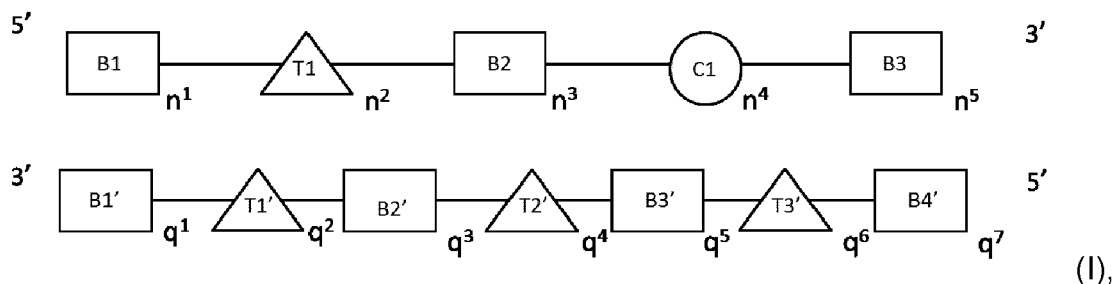 5′ B1 T1 B2 C1 B3 3′
n¹ n² n³ n⁴ n⁵
3′ B1′ T1′ B2′ T2′ B3′ T3′ B4′ 5′
q¹ q² q³ q⁴ q⁵ q⁶ q⁷
(I),